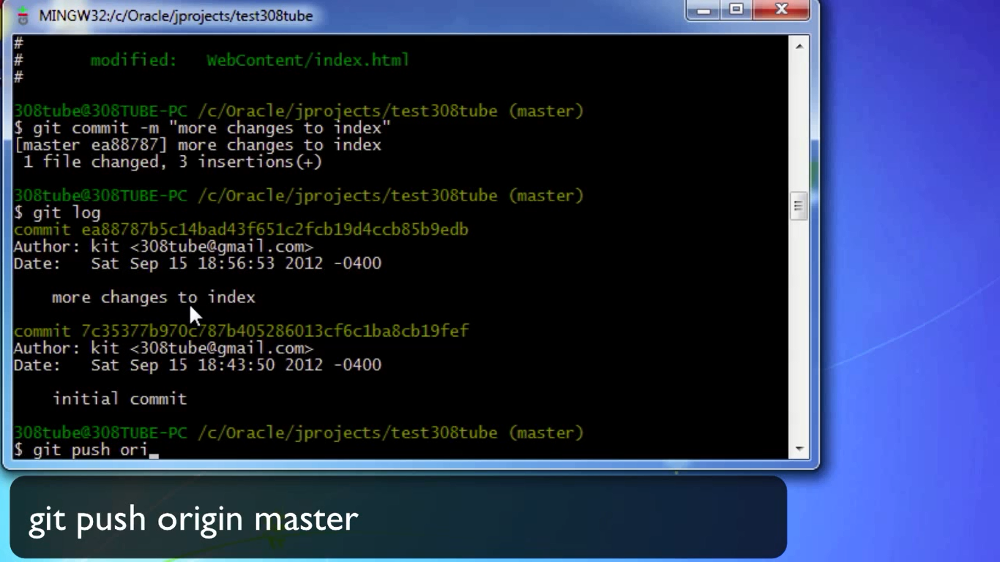 MINGW32:/c/Oracle/jprojects/test308tube
#
# modified: WebContent/index.html
#
308tube@308TUBE-PC /c/Oracle/jprojects/test308tube (master)
$ git commit -m "more changes to index"
[master ea88787] more changes to index
1 file changed, 3 insertions(+)
308tube@308TUBE-PC /c/Oracle/jprojects/test308tube (master)
$ git log
commit ea88787b5c14bad43f651c2fcb19d4ccb85b9edb
Author: kit <308tube@gmail.com>
Date: Sat Sep 15 18:56:53 2012 -0400
more changes to index
commit 7c35377b970c787b405286013cf6c1ba8cb19fef
Author: kit <308tube@gmail.com>
Date: Sat Sep 15 18:43:50 2012 -0400
initial commit
308tube@308TUBE-PC /c/Oracle/jprojects/test308tube (master)
$ git push ori_
git push origin master